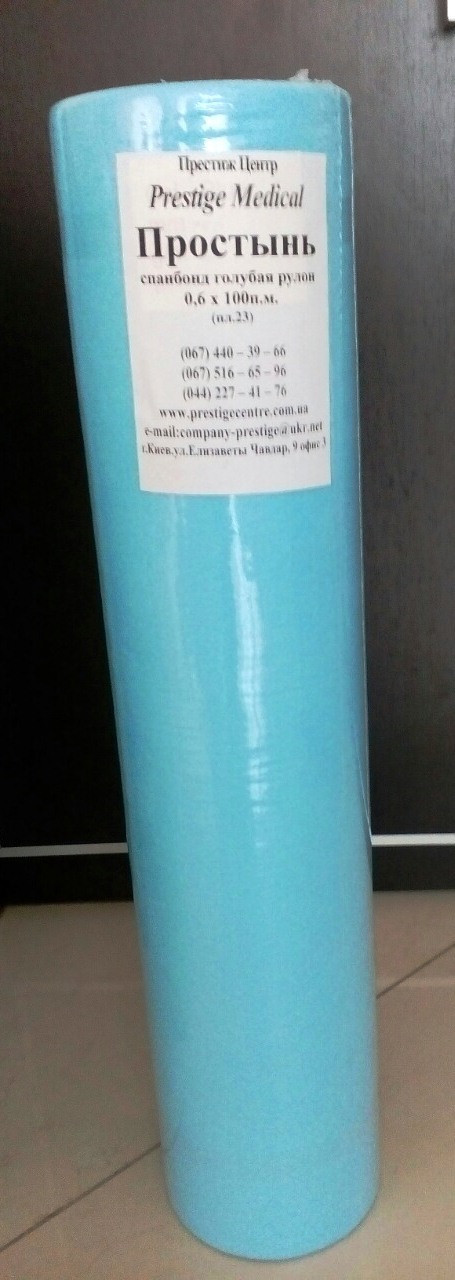 Престиж Центр
Prestige Medical
Простынь
спанбонд голубая рулон
0,6 х 100п.м.
(пл.23)
(067) 440 – 39 – 66
(067) 516 – 65 – 96
(044) 227 – 41 – 76
www.prestigecentre.com.ua
e-mail:company-prestige@ukr.net
г.Киев.ул.Елизаветы Чавдар, 9 офис 3